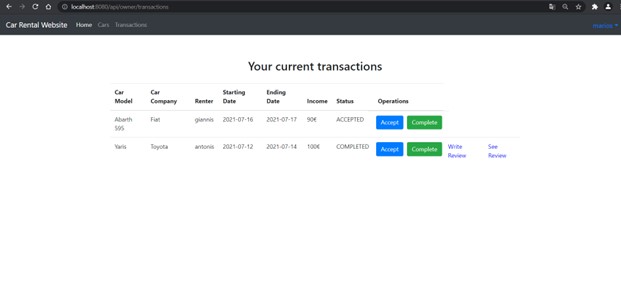 localhost:8080/api/owner/transactions
Car Rental Website Home Cars Transactions marcos
Your current transactions
Car Model Car Company Renter Starting Date Ending Date Income Status Operations
Abarth 595 Fiat giannis 2021-07-16 2021-07-17 90€ ACCEPTED Accept Complete
Yaris Toyota antonis 2021-07-12 2021-07-14 100€ COMPLETED Accept Complete Write Review See Review